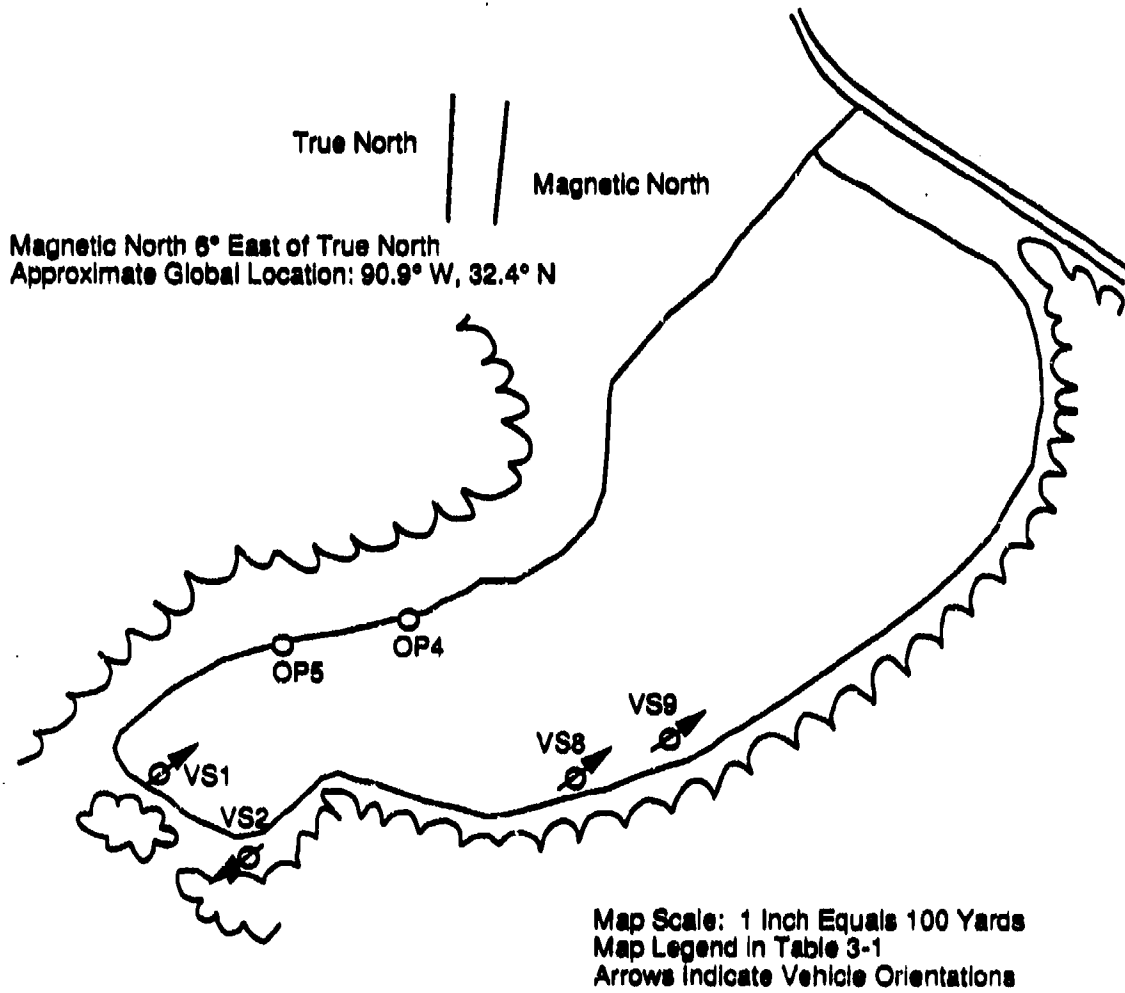 True North
Magnetic North
Magnetic North 6° East of True North
Approximate Global Location: 90.9° W, 32.4° N
OP4
OP5
VS9
VS8
VS1
VS2
Map Scale: 1 Inch Equals 100 Yards
Map Legend in Table 3-1
Arrows Indicate Vehicle Orientations